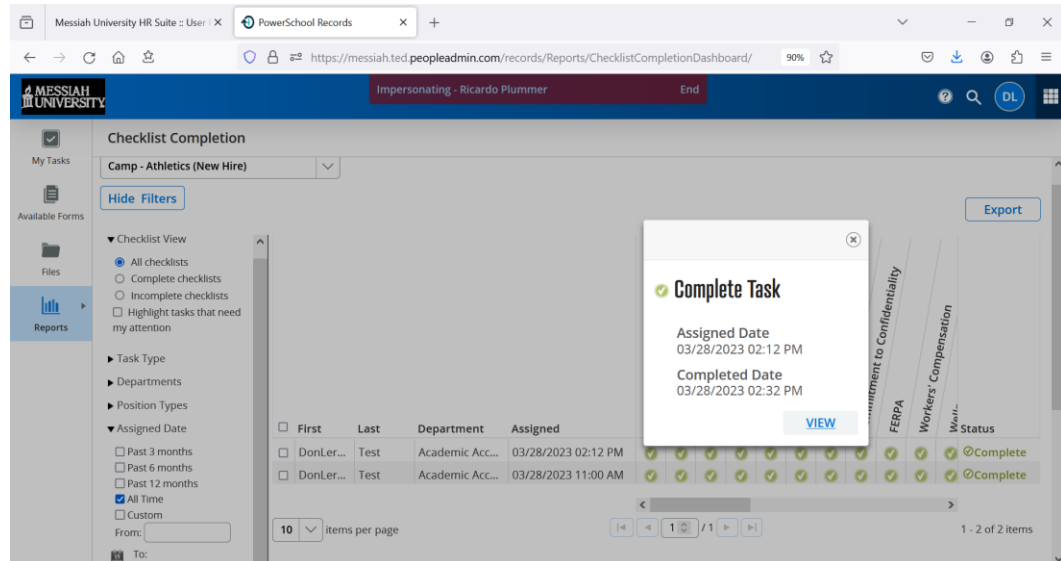 Messiah University HR Suite :: User
PowerSchool Records
https://messiah.ted.peopleadmin.com/records/Reports/ChecklistCompletionDashboard/
90%
MESSIAH
UNIVERSITY
Impersonating - Ricardo Plummer
End
DL
My Tasks
Available Forms
Files
Reports
Checklist Completion
Camp - Athletics (New Hire)
Hide Filters
Export
Checklist View
All checklists
Complete checklists
Incomplete checklists
Highlight tasks that need
my attention
Task Type
Departments
Position Types
Assigned Date
Past 3 months
Past 6 months
Past 12 months
All Time
Custom
From:
To:
Complete Task
Assigned Date
03/28/2023 02:12 PM
Completed Date
03/28/2023 02:32 PM
VIEW
to Confidentiality
FERPA
Workers' Compensation
First Last Department Assigned Status
DonLer... Test Academic Acc... 03/28/2023 02:12 PM Complete
DonLer... Test Academic Acc... 03/28/2023 11:00 AM Complete
10 items per page
1 / 1
1 - 2 of 2 items